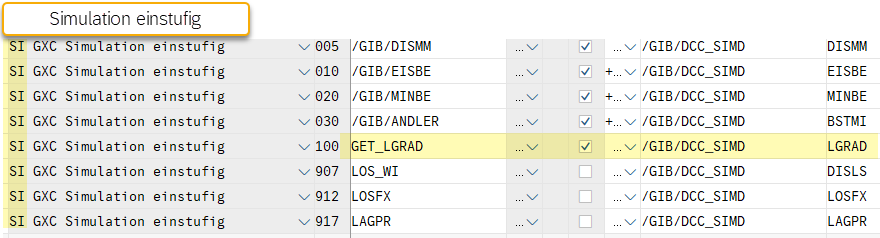 Simulation einstufig
SI GXC Simulation einstufig 005 /GIB/DISMM ... /GIB/DCC_SIMD DISMM
SI GXC Simulation einstufig 010 /GIB/EISBE ... +... /GIB/DCC_SIMD EISBE
SI GXC Simulation einstufig 020 /GIB/MINBE ... +... /GIB/DCC_SIMD MINBE
SI GXC Simulation einstufig 030 /GIB/ANDLER ... +... /GIB/DCC_SIMD BSTMI
SI GXC Simulation einstufig 100 GET_LGRAD ... ... /GIB/DCC_SIMD LGRAD
SI GXC Simulation einstufig 907 LOS_WI ... ... /GIB/DCC_SIMD DISLS
SI GXC Simulation einstufig 912 LOSFX ... ... /GIB/DCC_SIMD LOSFX
SI GXC Simulation einstufig 917 LAGPR ... ... /GIB/DCC_SIMD LAGPR